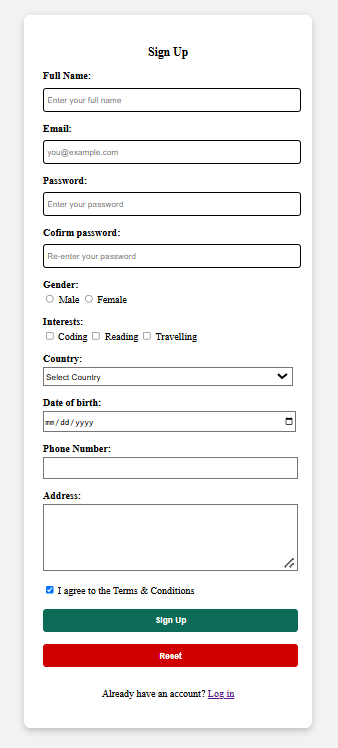 Sign Up
Full Name:
Enter your full name
Email:
you@example.com
Password:
Enter your password
Cofirm password:
Re-enter your password
Gender:
Male Female
Interests:
Coding Reading Travelling
Country:
Select Country
Date of birth:
mm/dd/yyyy
Phone Number:
Address:
I agree to the Terms & Conditions
Sign Up
Reset
Already have an account? Log in